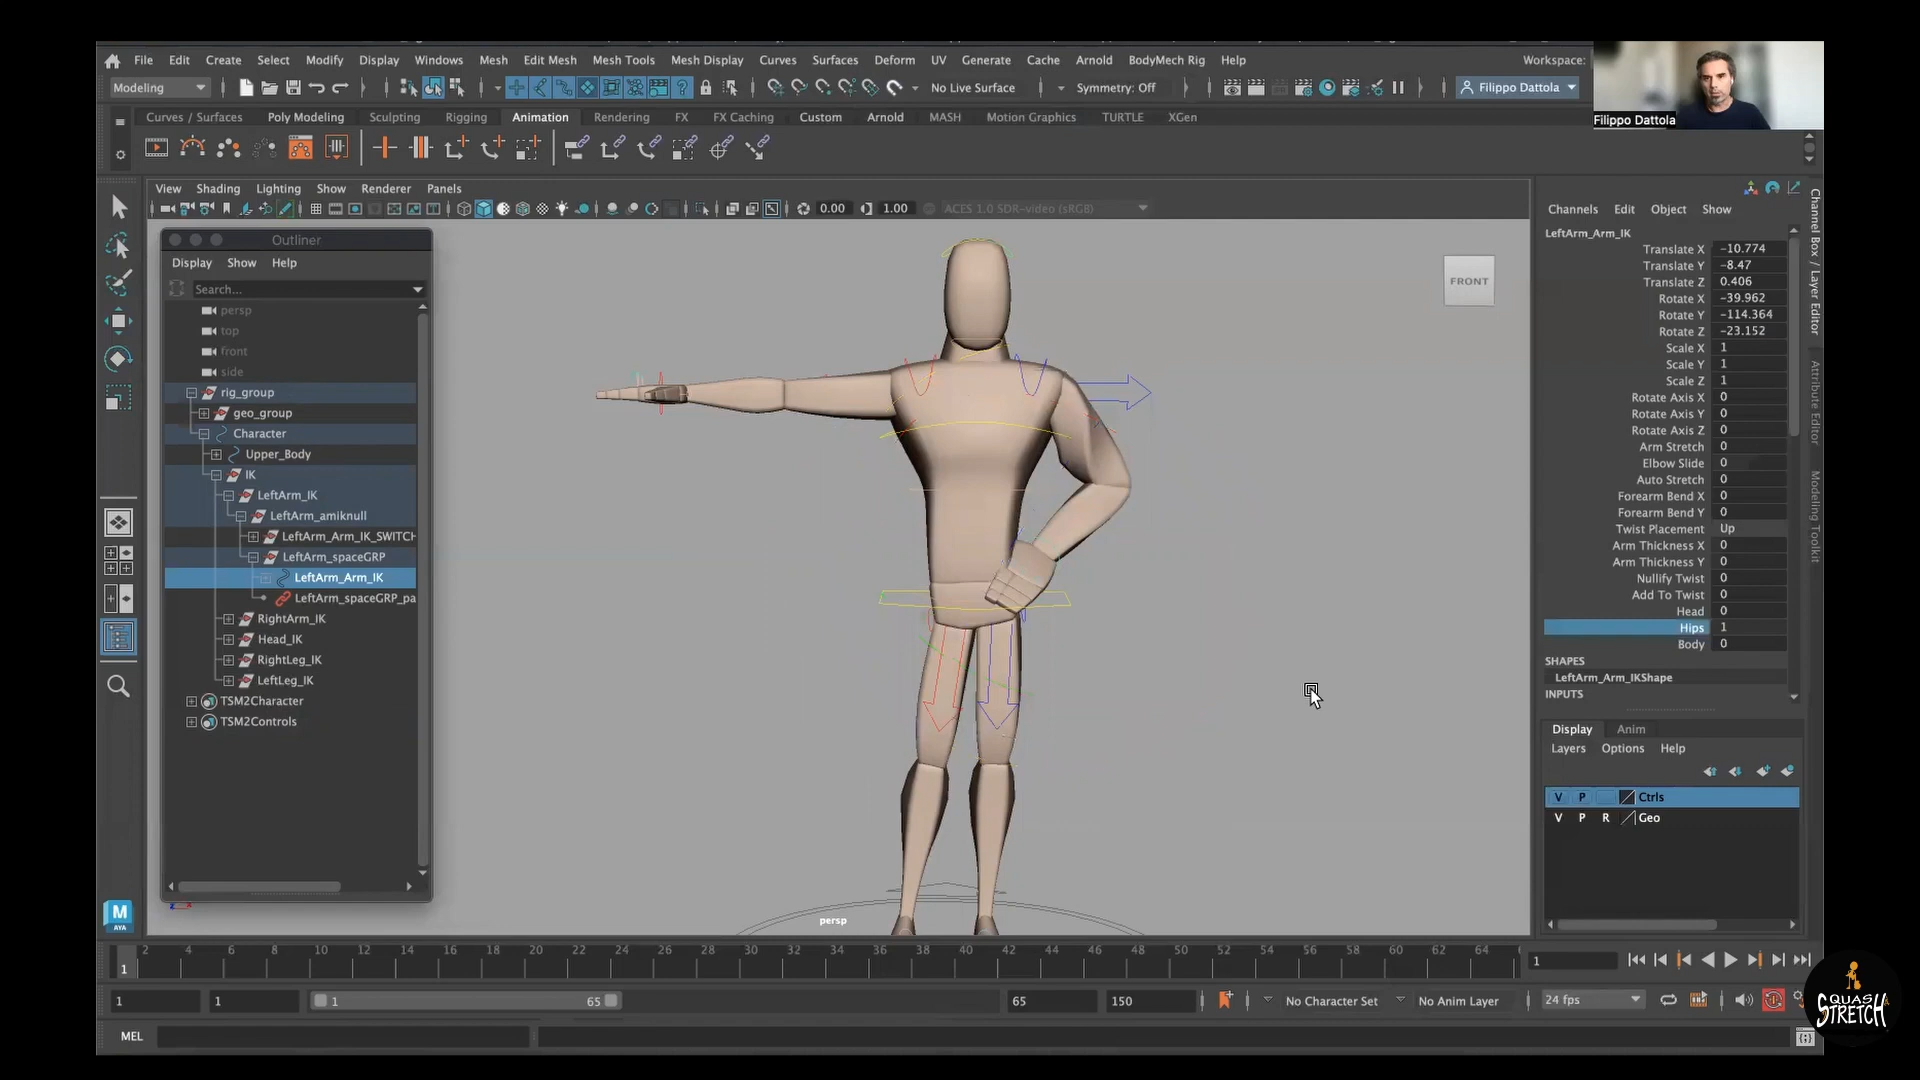 File Edit Create Select Modify Display Windows Mesh Edit Mesh Mesh Tools Mesh Display Curves Surfaces Deform UV Generate Cache Arnold BodyMech Rig Help Workspace:
Modeling No Live Surface Symmetry: Off Filippo Dattola
Filippo Dattola
Curves / Surfaces Poly Modeling Sculpting Rigging Animation Rendering FX FX Caching Custom Arnold MASH Motion Graphics TURTLE XGen
View Shading Lighting Show Renderer Panels
0.00 1.00 ACES 1.0 SDR-video (sRGB)
Outliner
Display Show Help
Search...
persp
top
front
side
rig_group
geo_group
Character
Upper_Body
IK
LeftArm_IK
LeftArm_amiknull
LeftArm_Arm_IK_SWITCH
LeftArm_spaceGRP
LeftArm_Arm_IK
LeftArm_spaceGRP_pa
RightArm_IK
Head_IK
RightLeg_IK
LeftLeg_IK
TSM2Character
TSM2Controls
FRONT
persp
Channels Edit Object Show
LeftArm_Arm_IK
Translate X -10.774
Translate Y -8.47
Translate Z 0.406
Rotate X -39.962
Rotate Y -114.364
Rotate Z -23.152
Scale X 1
Scale Y 1
Scale Z 1
Rotate Axis X 0
Rotate Axis Y 0
Rotate Axis Z 0
Arm Stretch 0
Elbow Slide 0
Auto Stretch 0
Forearm Bend X 0
Forearm Bend Y 0
Twist Placement Up
Arm Thickness X 0
Arm Thickness Y 0
Nullify Twist 0
Add To Twist 0
Head 0
Hips 1
Body 0
SHAPES
LeftArm_Arm_IKShape
INPUTS
Channel Box / Layer Editor
Attribute Editor
Modeling Toolkit
Display Anim
Layers Options Help
V P Ctrls
V P R Geo
M
AYA
2 4 6 8 10 12 14 16 18 20 22 24 26 28 30 32 34 36 38 40 42 44 46 48 50 52 54 56 58 60 62 64 6
1 1
1 1 1 65 65 150 No Character Set No Anim Layer 24 fps
MEL
SQUASH
STRETCH